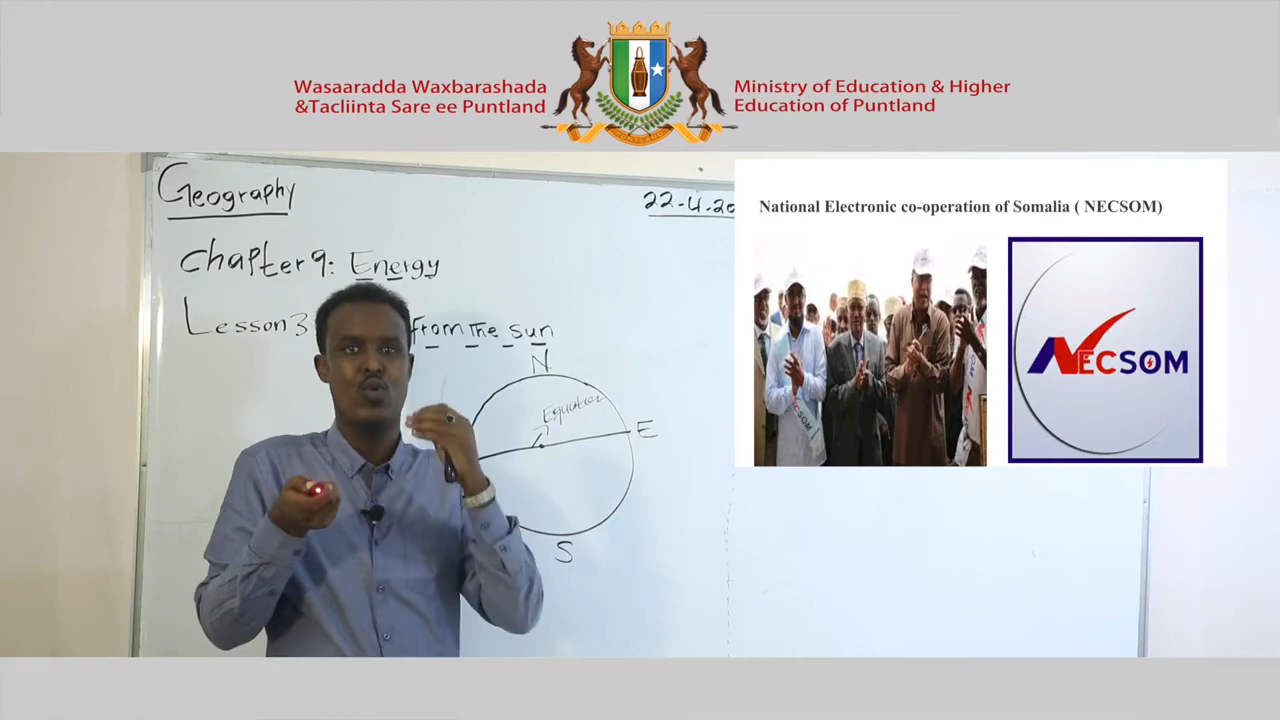 Wasaaradda Waxbarashada
&Tacliinta Sare ee Puntland
Ministry of Education & Higher
Education of Puntland
Geography
22-4-20
Chapter 9: Energy
Lesson 3
from the sun
N
Equator
E
S
National Electronic co-operation of Somalia ( NECSOM)
NECSOM
NECSOM